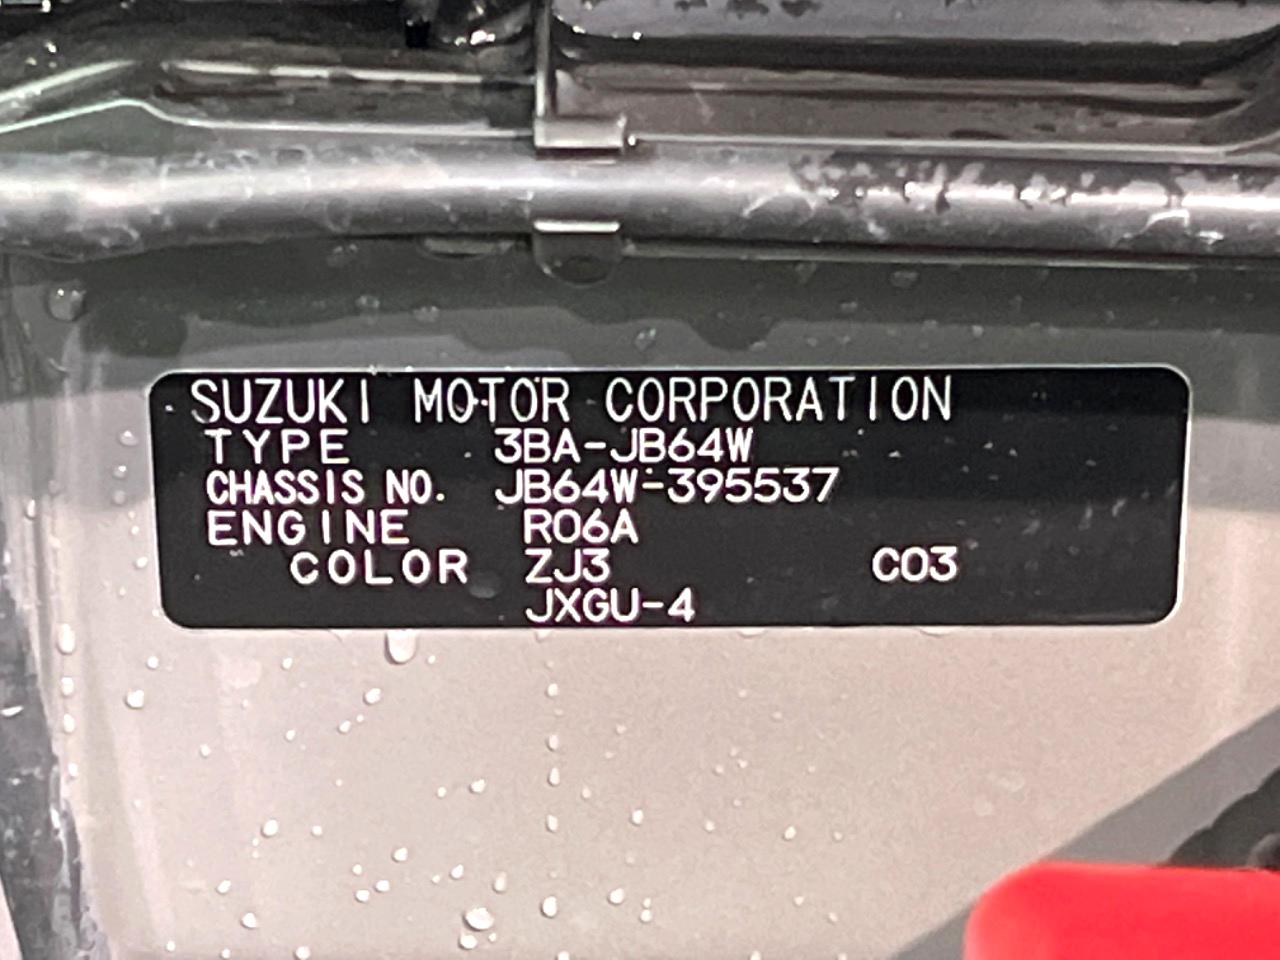 SUZUKI MOTOR CORPORATION
TYPE 3BA-JB64W
CHASSIS NO. JB64W-395537
ENGINE R06A
COLOR ZJ3 C03
JXGU-4